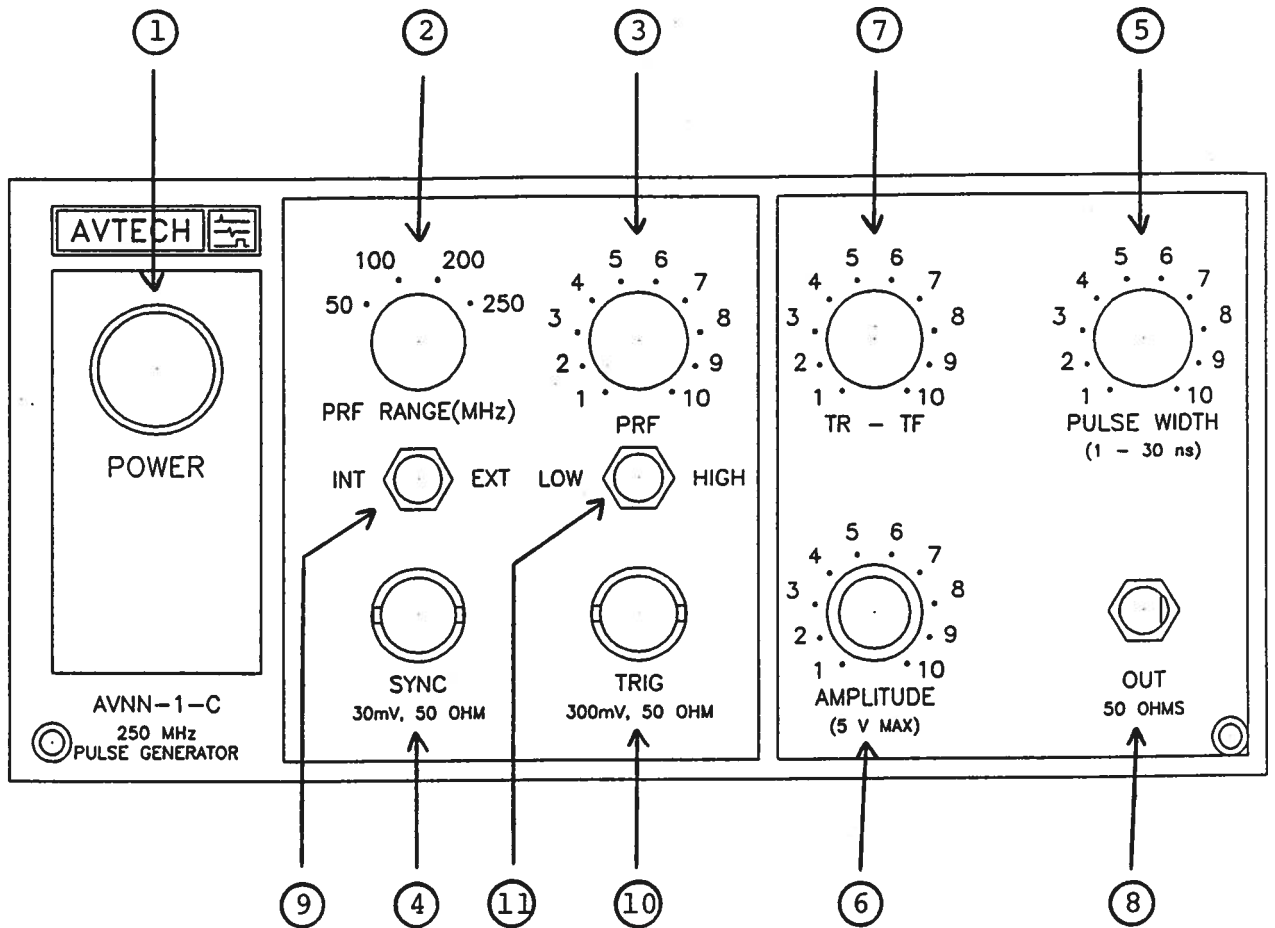 1 2 3 7 5
AVTECH
POWER
AVNN-1-C
250 MHz
PULSE GENERATOR
50 100 200 250
PRF RANGE(MHz)
INT EXT
SYNC
30mV, 50 OHM
1 2 3 4 5 6 7 8 9 10
PRF
LOW HIGH
TRIG
300mV, 50 OHM
1 2 3 4 5 6 7 8 9 10
TR - TF
1 2 3 4 5 6 7 8 9 10
AMPLITUDE
(5 V MAX)
1 2 3 4 5 6 7 8 9 10
PULSE WIDTH
(1 - 30 ns)
OUT
50 OHMS
9 4 11 10 6 8